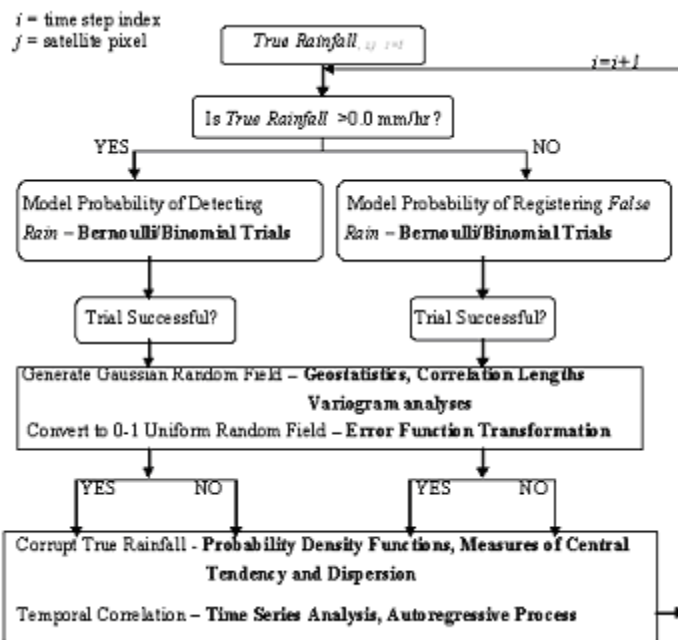 i = time step index
j = satellite pixel
True Rainfall
i=i+1
Is True Rainfall >0.0 mm/hr?
YES
NO
Model Probability of Detecting
Rain – Bernoulli/Binomial Trials
Model Probability of Registering False
Rain – Bernoulli/Binomial Trials
Trial Successful?
Trial Successful?
Generate Gaussian Random Field – Geostatistics, Correlation Lengths
Variogram analyses
Convert to 0-1 Uniform Random Field – Error Function Transformation
YES
NO
YES
NO
Corrupt True Rainfall - Probability Density Functions, Measures of Central
Tendency and Dispersion
Temporal Correlation – Time Series Analysis, Autoregressive Process